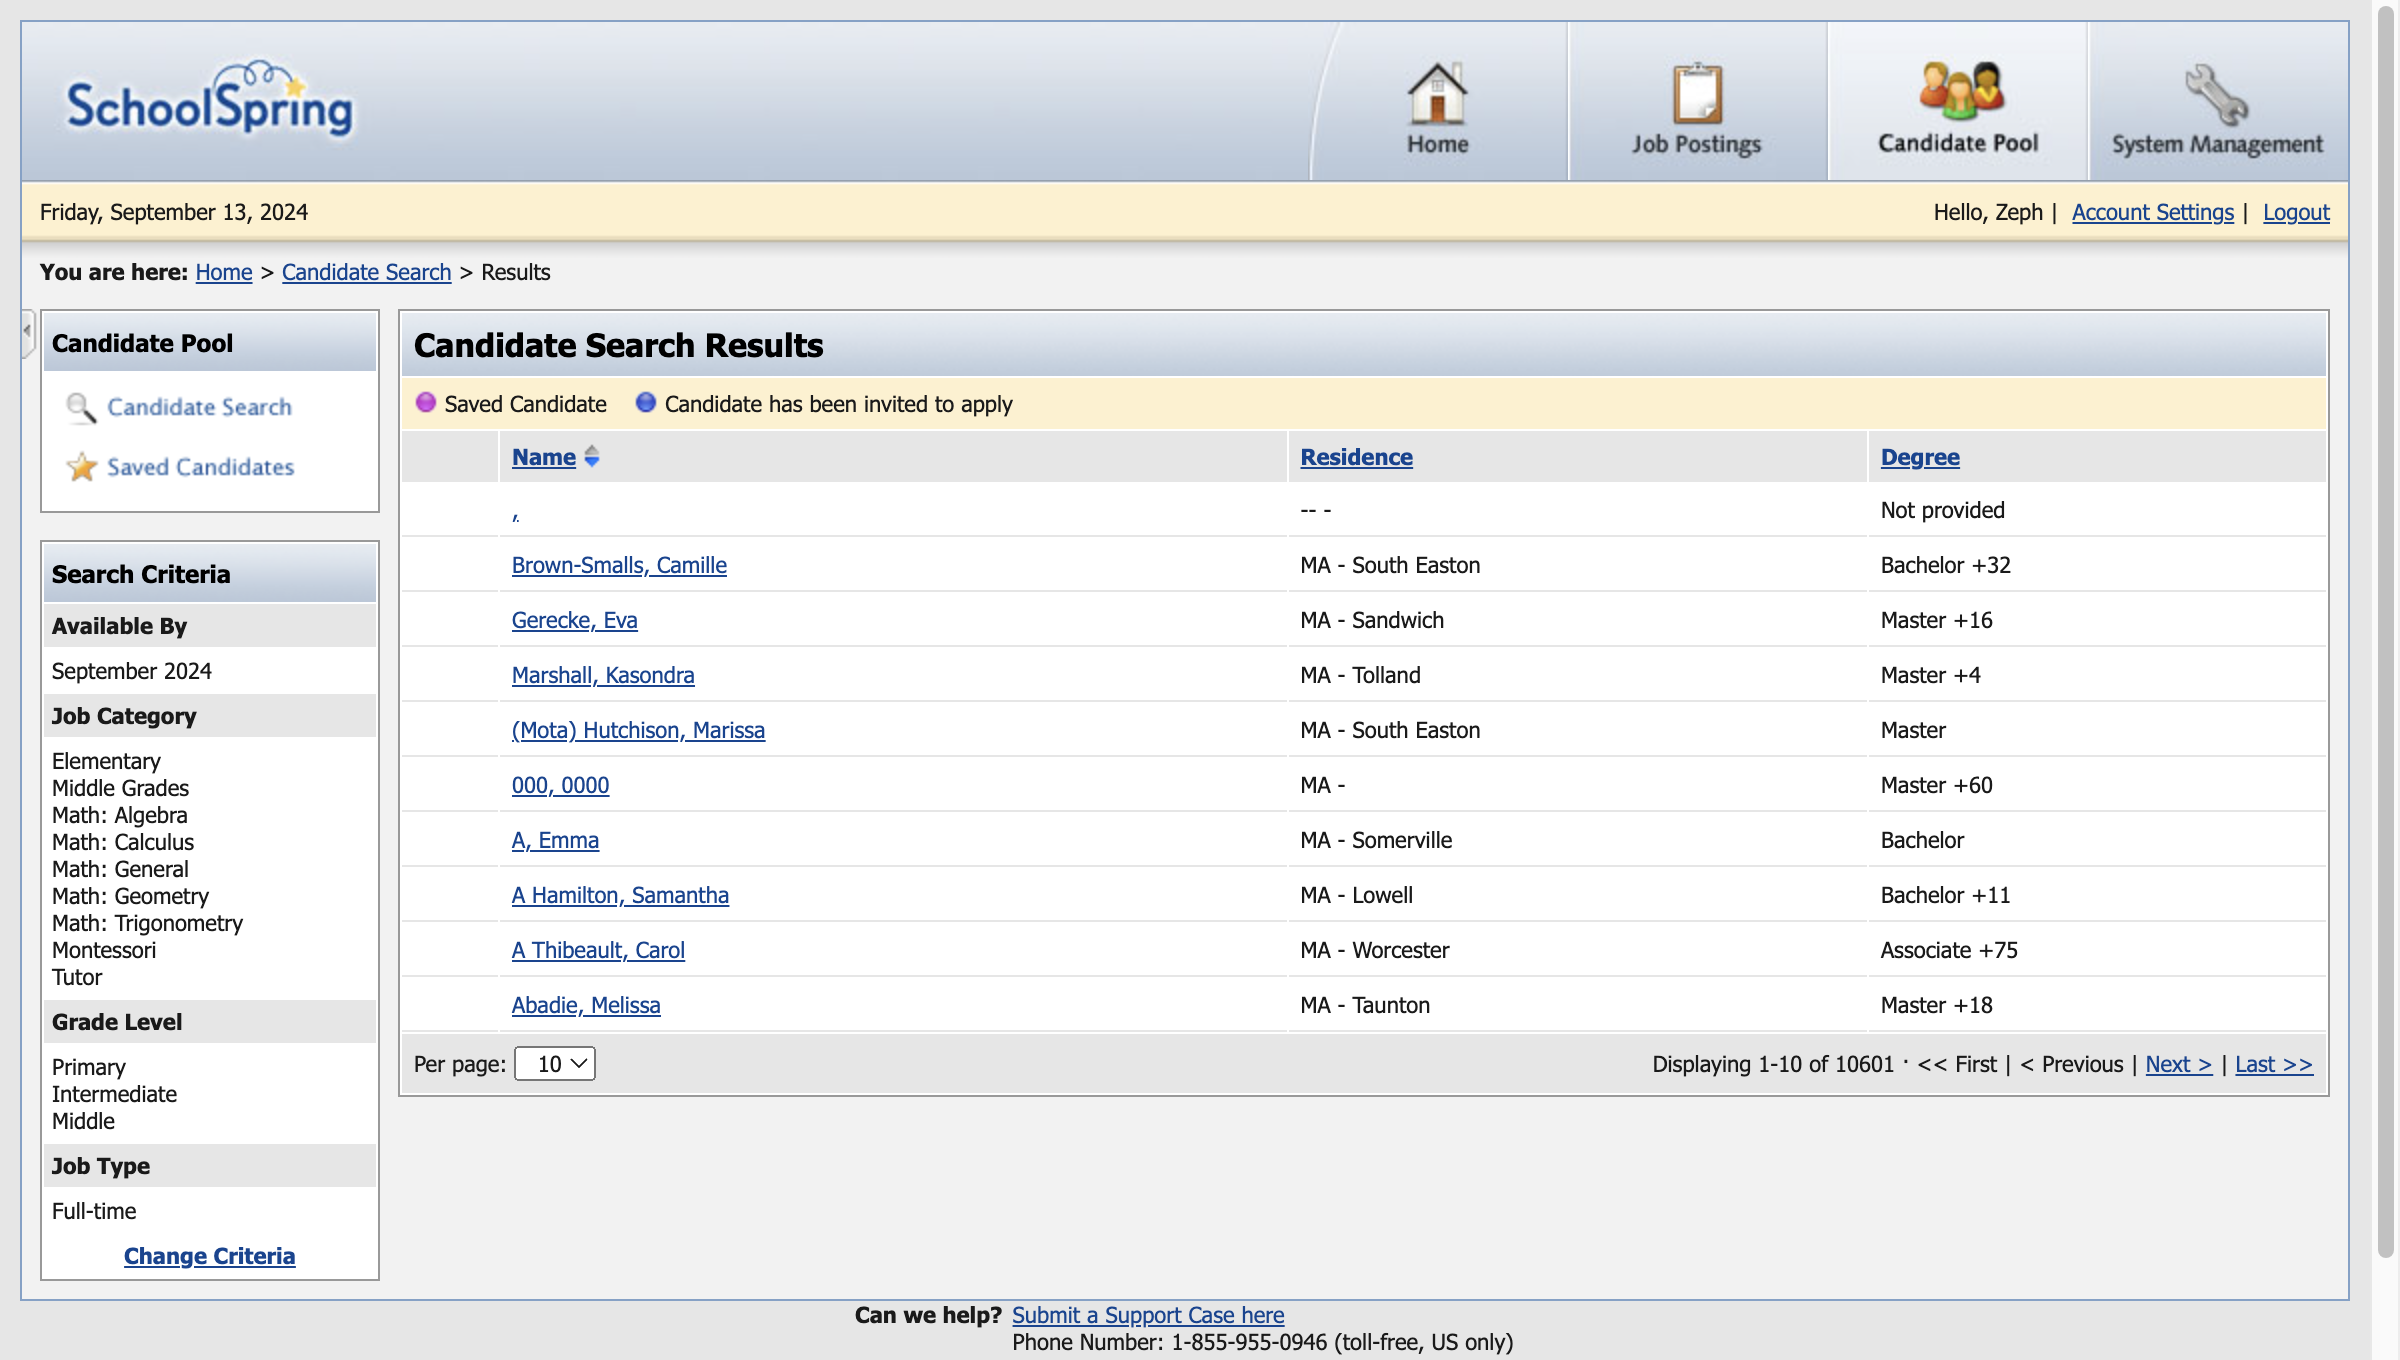 SchoolSpring
Home
Job Postings
Candidate Pool
System Management
Friday, September 13, 2024
Hello, Zeph | Account Settings | Logout
You are here: Home > Candidate Search > Results
Candidate Pool
Candidate Search
Saved Candidates
Search Criteria
Available By
September 2024
Job Category
Elementary
Middle Grades
Math: Algebra
Math: Calculus
Math: General
Math: Geometry
Math: Trigonometry
Montessori
Tutor
Grade Level
Primary
Intermediate
Middle
Job Type
Full-time
Change Criteria
Candidate Search Results
Saved Candidate Candidate has been invited to apply
Name Residence Degree
, -- - Not provided
Brown-Smalls, Camille MA - South Easton Bachelor +32
Gerecke, Eva MA - Sandwich Master +16
Marshall, Kasondra MA - Tolland Master +4
(Mota) Hutchison, Marissa MA - South Easton Master
000, 0000 MA - Master +60
A, Emma MA - Somerville Bachelor
A Hamilton, Samantha MA - Lowell Bachelor +11
A Thibeault, Carol MA - Worcester Associate +75
Abadie, Melissa MA - Taunton Master +18
Per page: 10 Displaying 1-10 of 10601 · << First | < Previous | Next > | Last >>
Can we help? Submit a Support Case here
Phone Number: 1-855-955-0946 (toll-free, US only)